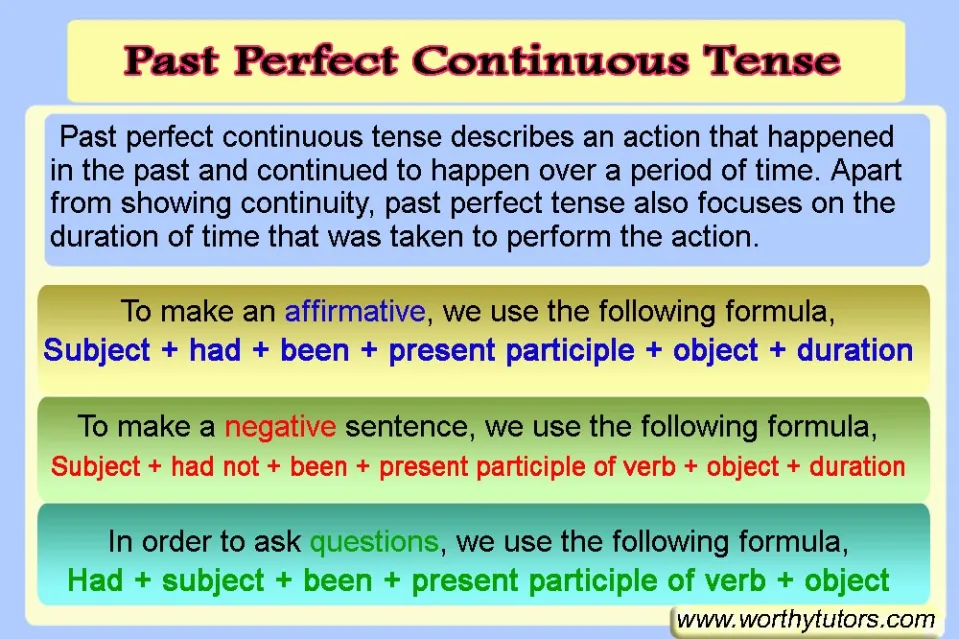 Past Perfect Continuous Tense
Past perfect continuous tense describes an action that happened
in the past and continued to happen over a period of time. Apart
from showing continuity, past perfect tense also focuses on the
duration of time that was taken to perform the action.
To make an affirmative, we use the following formula,
Subject + had + been + present participle + object + duration
To make a negative sentence, we use the following formula,
Subject + had not + been + present participle of verb + object + duration
In order to ask questions, we use the following formula,
Had + subject + been + present participle of verb + object
www.worthytutors.com